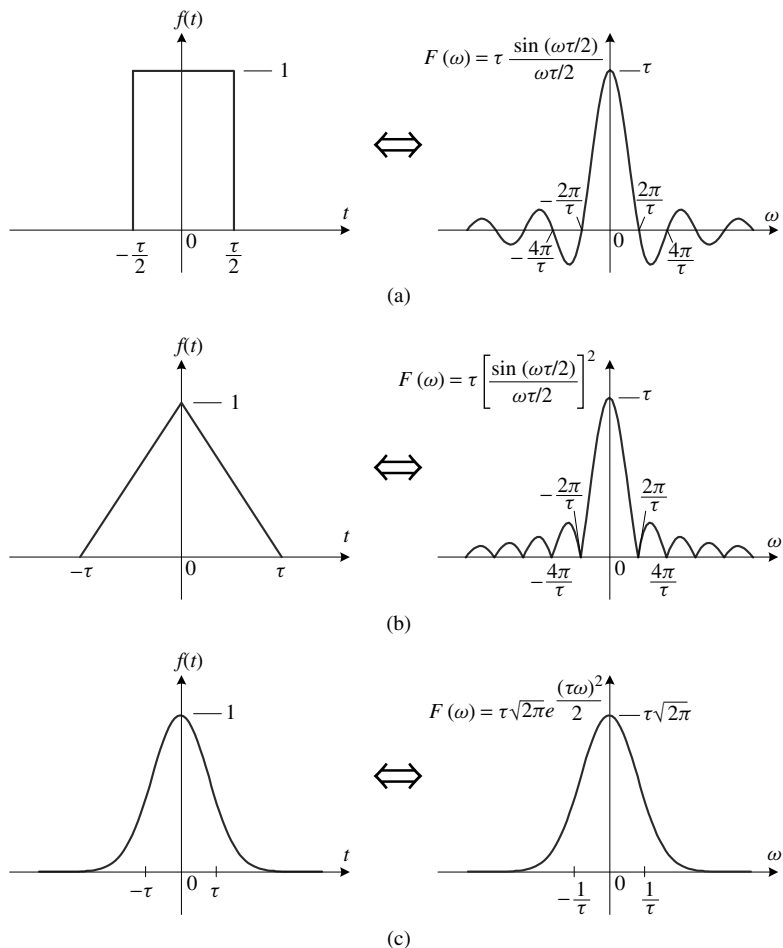 f(t)
1
t
−τ/2 0 τ/2
F (ω) = τ sin (ωτ/2) / ωτ/2
τ
−2π/τ 2π/τ
ω
−4π/τ 0 4π/τ
(a)
f(t)
1
t
−τ 0 τ
F (ω) = τ [sin (ωτ/2) / ωτ/2]²
τ
−2π/τ 2π/τ
ω
−4π/τ 0 4π/τ
(b)
f(t)
1
t
−τ 0 τ
F (ω) = τ√2π e (τω)²/2
τ√2π
ω
−1/τ 0 1/τ
(c)